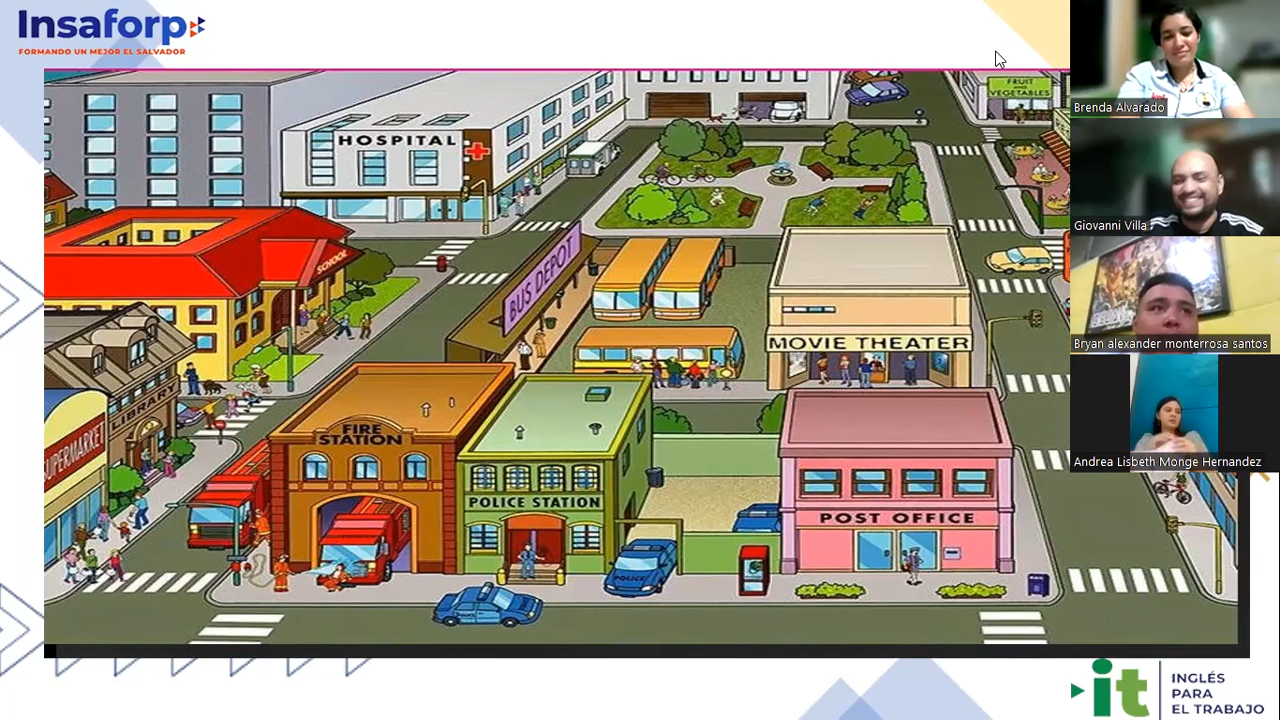 Insaforp
FORMANDO UN MEJOR EL SALVADOR
HOSPITAL
FRUIT
AND
VEGETABLES
SCHOOL
BUS DEPOT
MOVIE THEATER
LIBRARY
SUPERMARKET
FIRE
STATION
POLICE STATION
POLICE
POST OFFICE
Brenda Alvarado
Giovanni Villa
Bryan alexander monterrosa santos
Andrea Lisbeth Monge Hernandez
it
INGLÉS
PARA
EL TRABAJO